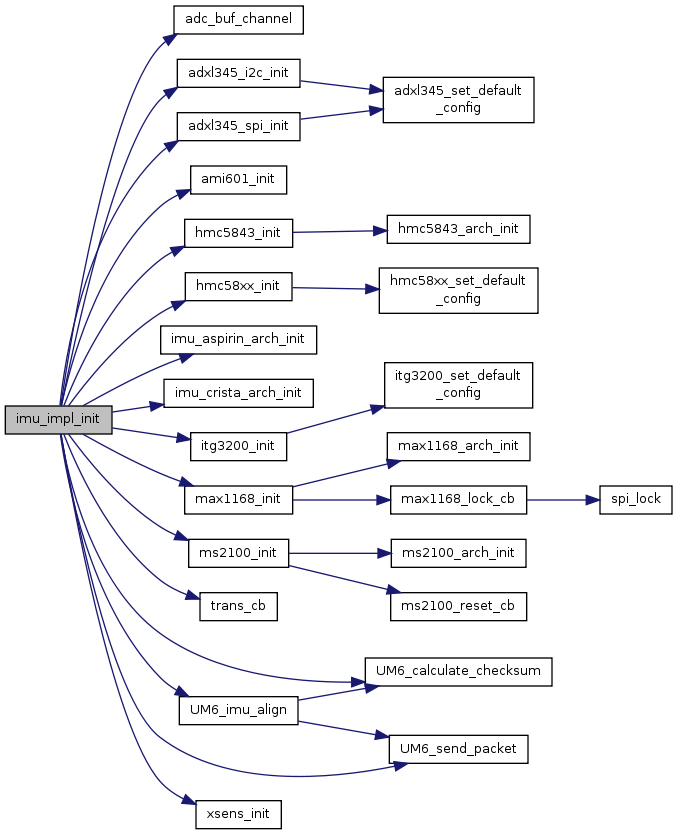 adc_buf_channel
adxl345_i2c_init
adxl345_set_default
_config
adxl345_spi_init
ami601_init
hmc5843_init
hmc5843_arch_init
hmc58xx_init
hmc58xx_set_default
_config
imu_aspirin_arch_init
imu_crista_arch_init
itg3200_set_default
_config
imu_impl_init
itg3200_init
max1168_arch_init
max1168_init
max1168_lock_cb
spi_lock
ms2100_init
ms2100_arch_init
trans_cb
ms2100_reset_cb
UM6_calculate_checksum
UM6_imu_align
UM6_send_packet
xsens_init